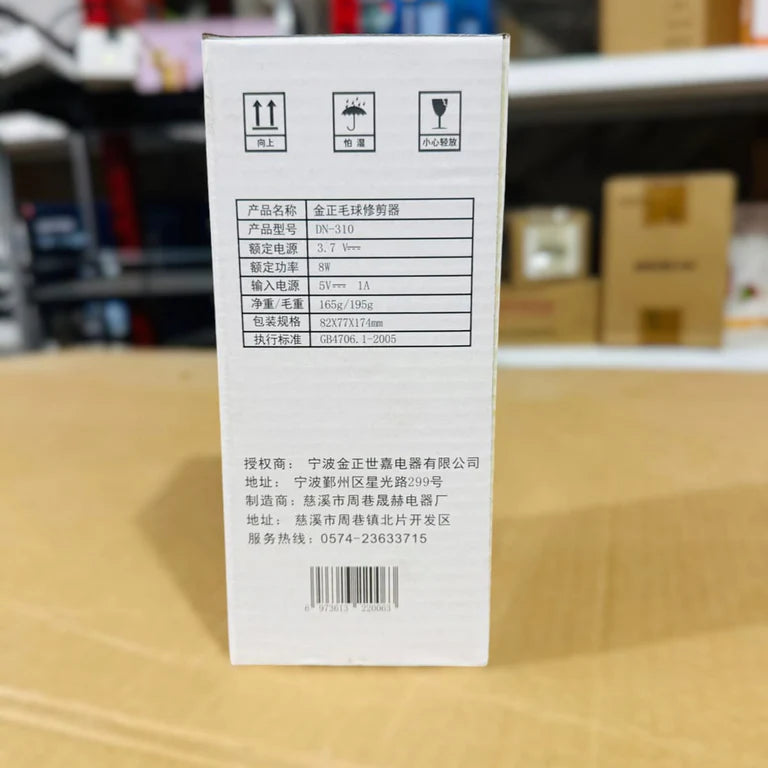 向上
怕 湿
小心轻放
产品名称 金正毛球修剪器
产品型号 DN-310
额定电源 3.7 V⎓
额定功率 8W
输入电源 5V⎓ 1A
净重/毛重 165g/195g
包装规格 82X77X174mm
执行标准 GB4706.1-2005
授权商： 宁波金正世嘉电器有限公司
地址： 宁波鄞州区星光路299号
制造商：慈溪市周巷晟赫电器厂
地址： 慈溪市周巷镇北片开发区
服务热线：0574-23633715
6 973613 220063